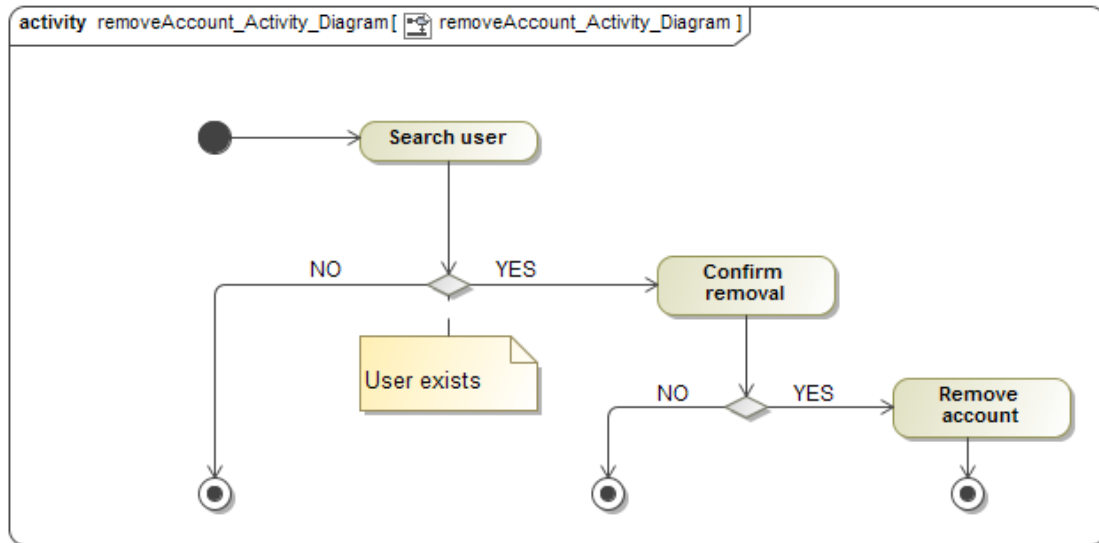 activity removeAccount_Activity_Diagram[ removeAccount_Activity_Diagram ]
Search user
NO
YES
Confirm
removal
User exists
NO
YES
Remove
account